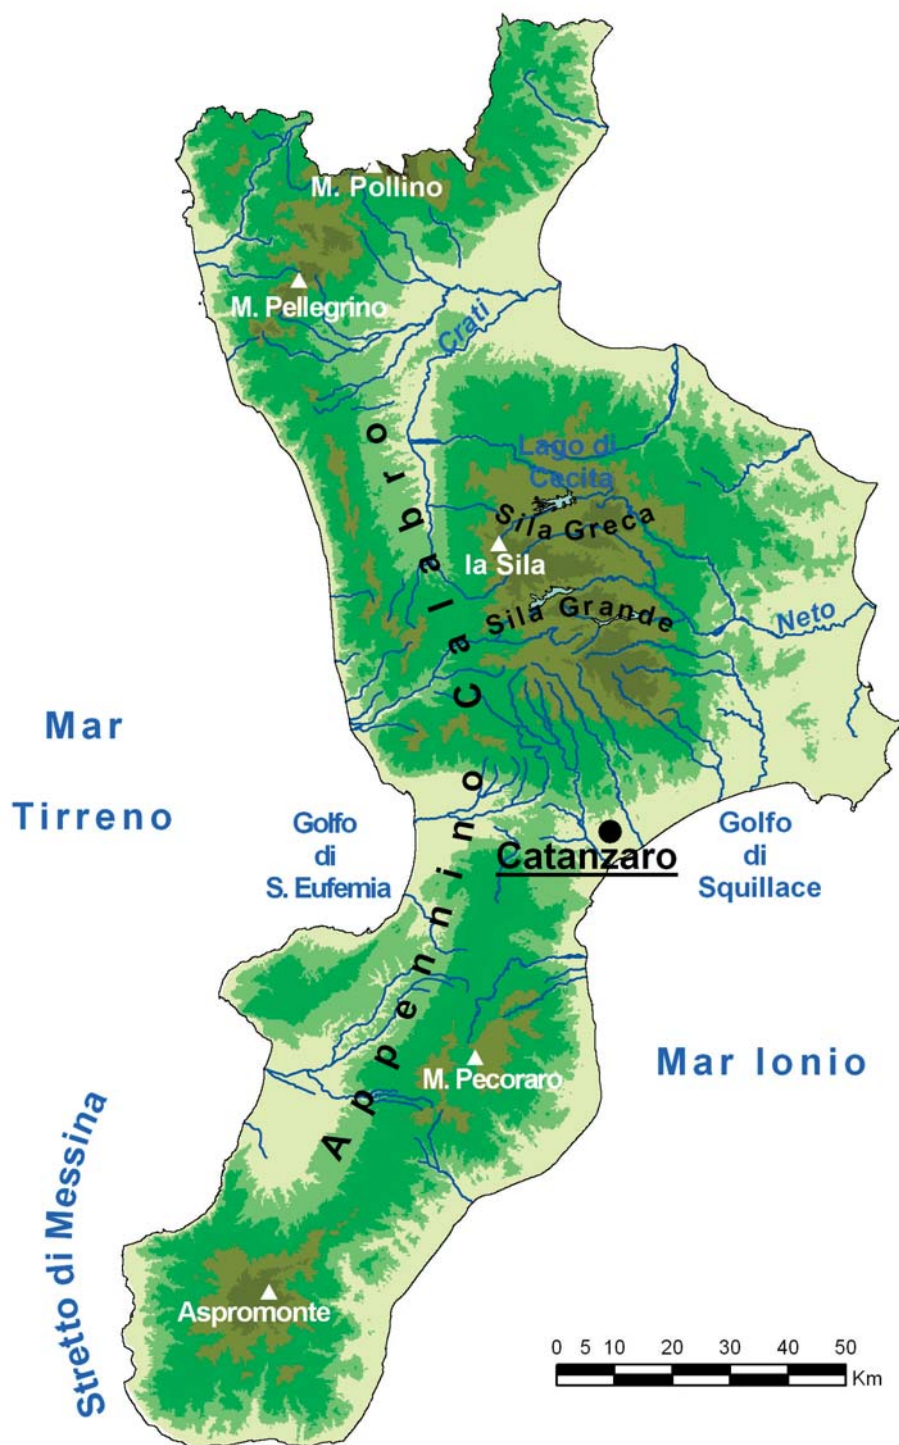 M. Pollino
M. Pellegrino
Crati
Lago di
Cecita
Sila Greca
la Sila
Sila Grande
Neto
Appennino Calabro
Mar
Tirreno
Golfo
di
S. Eufemia
Catanzaro
Golfo
di
Squillace
Mar Ionio
M. Pecoraro
Stretto di Messina
Aspromonte
0 5 10 20 30 40 50
Km